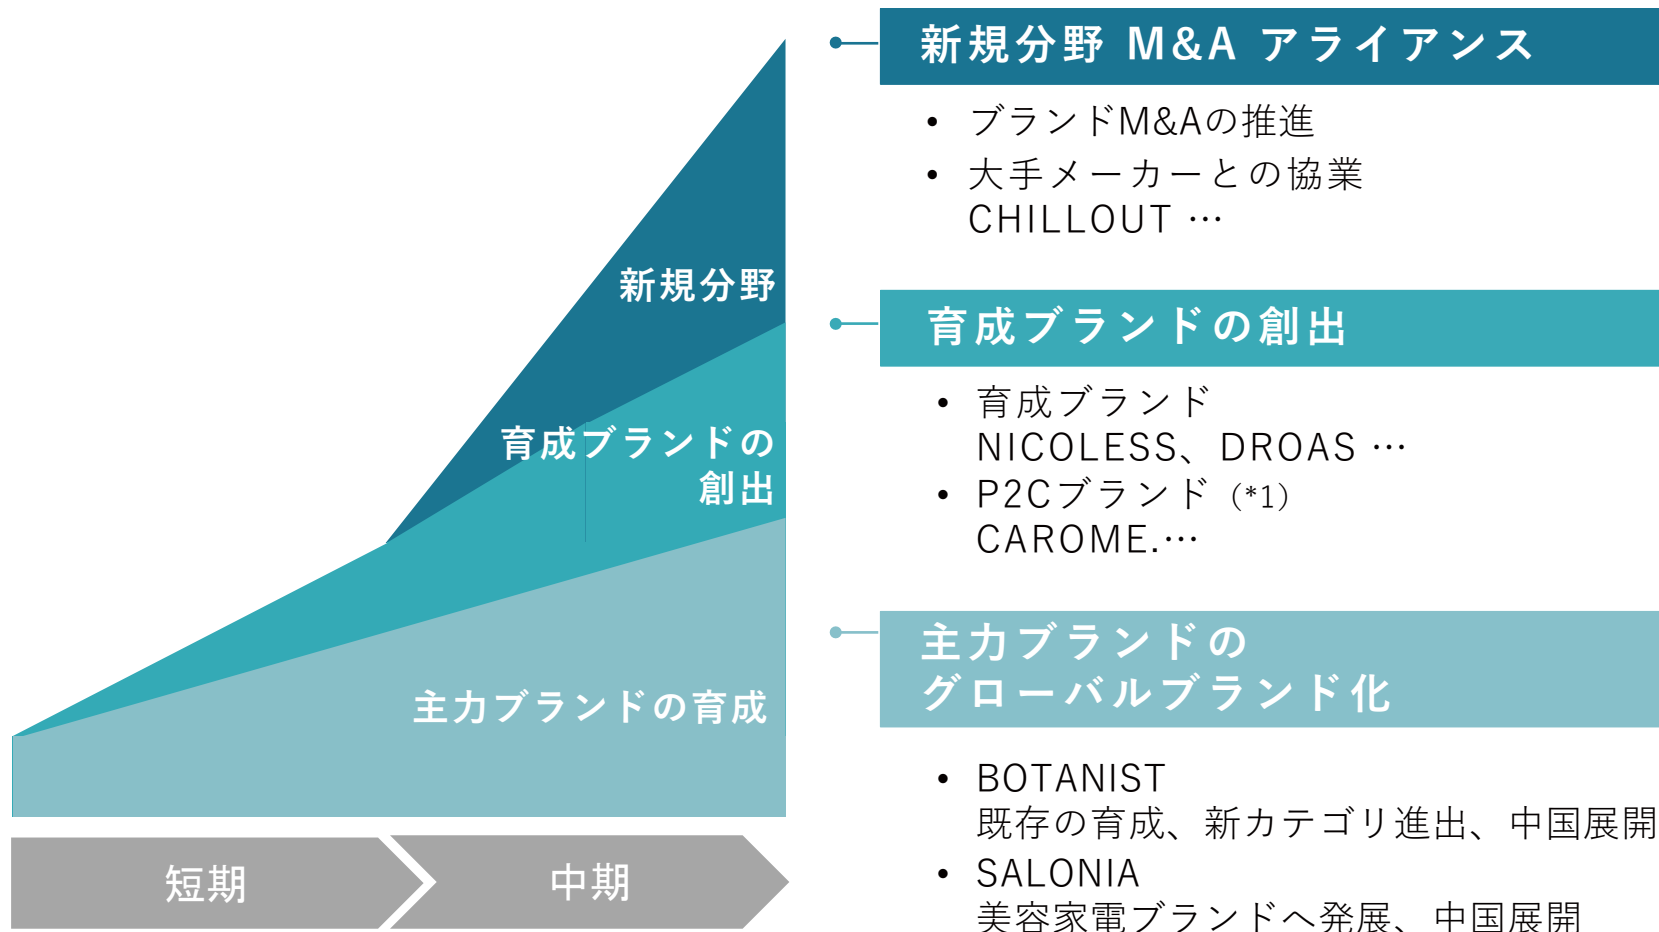 新規分野
育成ブランドの
創出
主力ブランドの育成
短期
中期
新規分野 M&A アライアンス
• ブランドM&Aの推進
• 大手メーカーとの協業
CHILLOUT …
育成ブランドの創出
• 育成ブランド
NICOLESS、DROAS …
• P2Cブランド (*1)
CAROME.…
主力ブランドの
グローバルブランド化
• BOTANIST
既存の育成、新カテゴリ進出、中国展開
• SALONIA
美容家電ブランドへ発展、中国展開